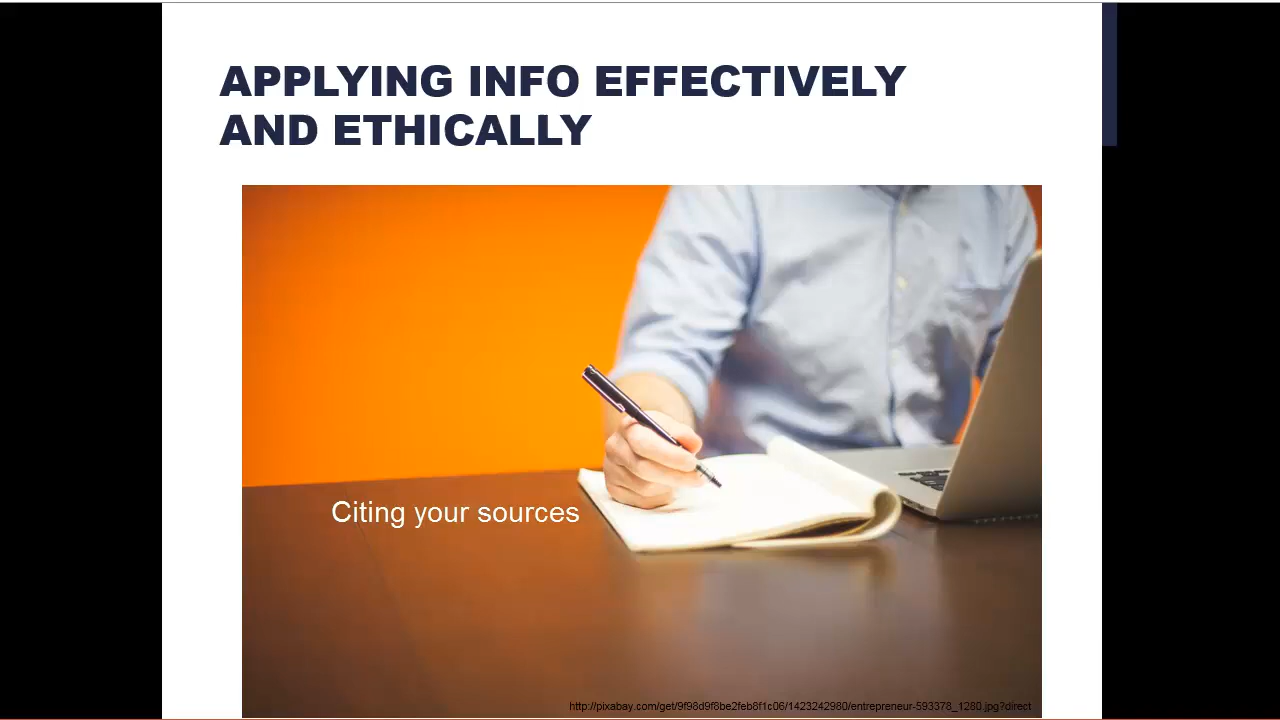 APPLYING INFO EFFECTIVELY
AND ETHICALLY
Citing your sources
http://pixabay.com/get/9f98d9f8be2feb8f1c06/1423242980/entrepreneur-593378_1280.jpg?direct